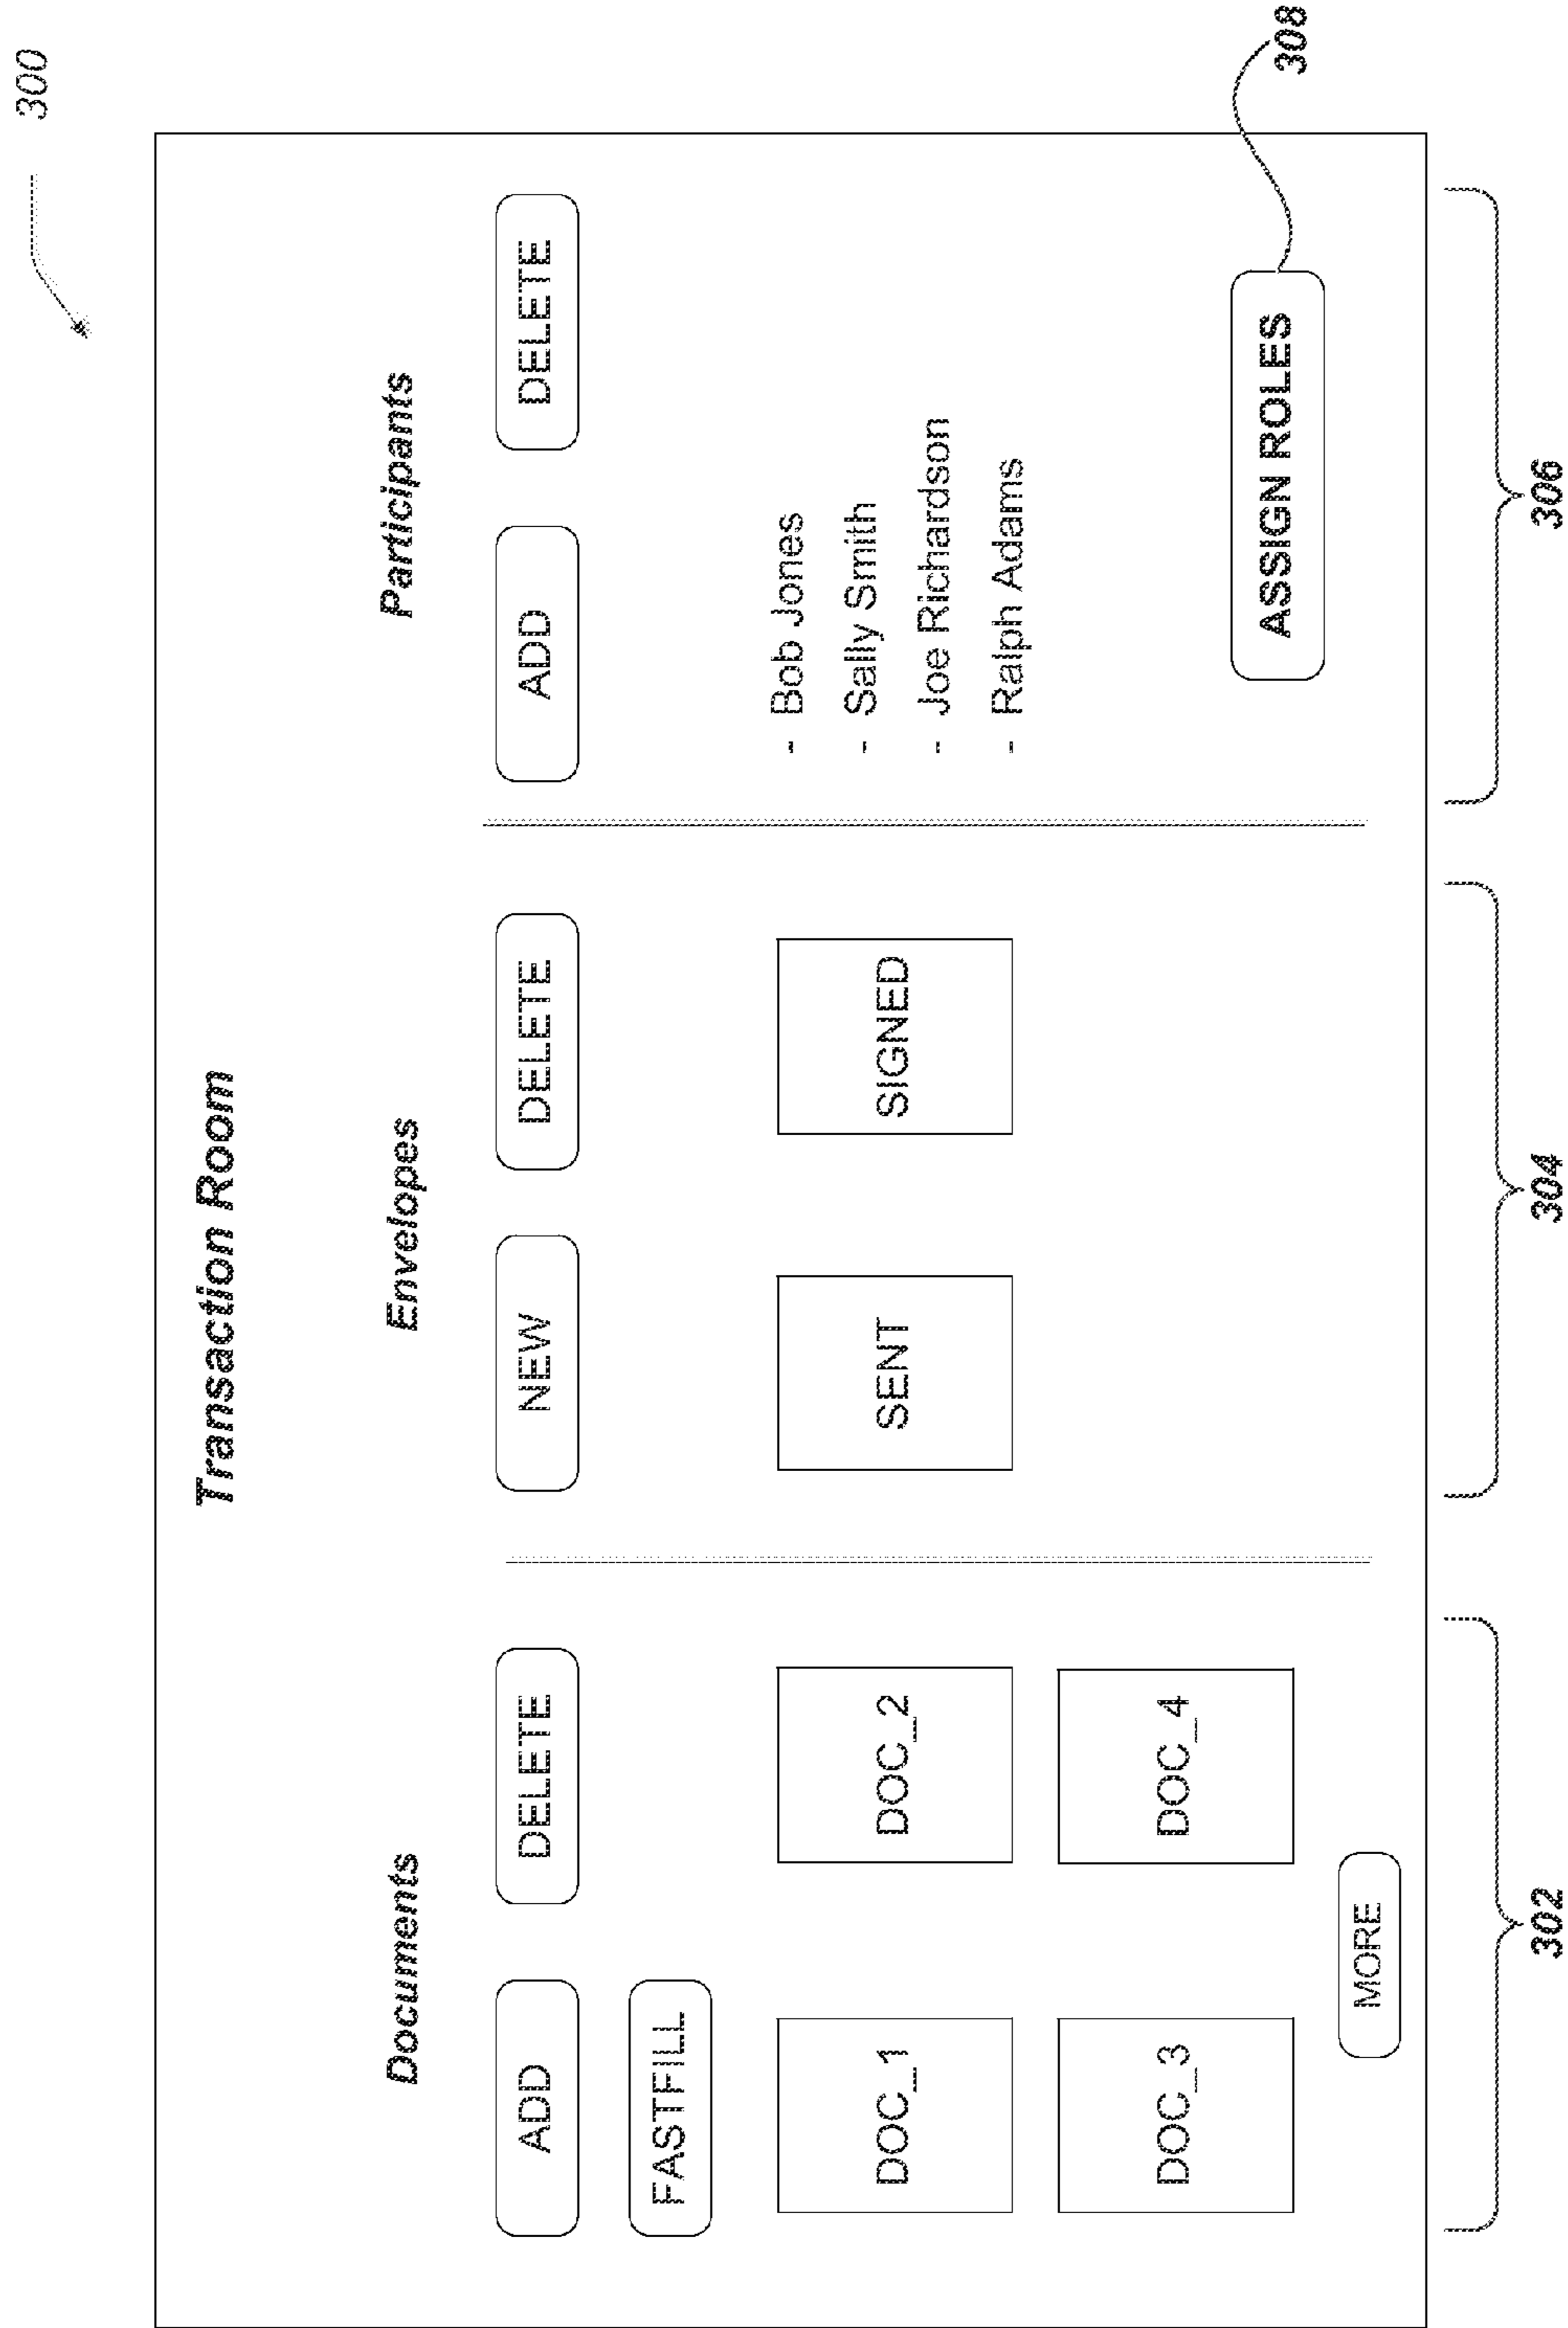 300
Transaction Room
Documents
ADD
DELETE
FASTFILL
DOC_1
DOC_2
DOC_3
DOC_4
MORE
302
Envelopes
NEW
DELETE
SENT
SIGNED
304
Participants
ADD
DELETE
- Bob Jones
- Sally Smith
- Joe Richardson
- Ralph Adams
ASSIGN ROLES
308
306